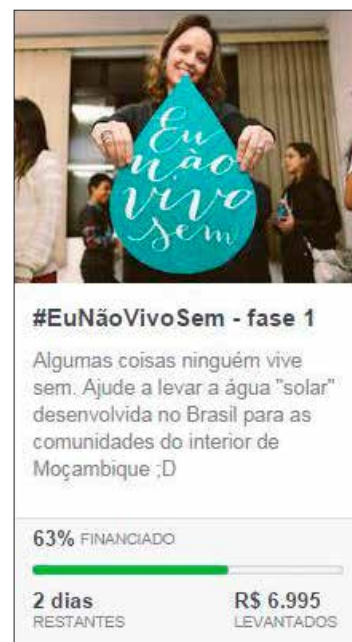 Eu
não
vivo
sem
#EuNãoVivoSem - fase 1
Algumas coisas ninguém vive
sem. Ajude a levar a água "solar"
desenvolvida no Brasil para as
comunidades do interior de
Moçambique ;D
63% FINANCIADO
2 dias R$ 6.995
RESTANTES LEVANTADOS